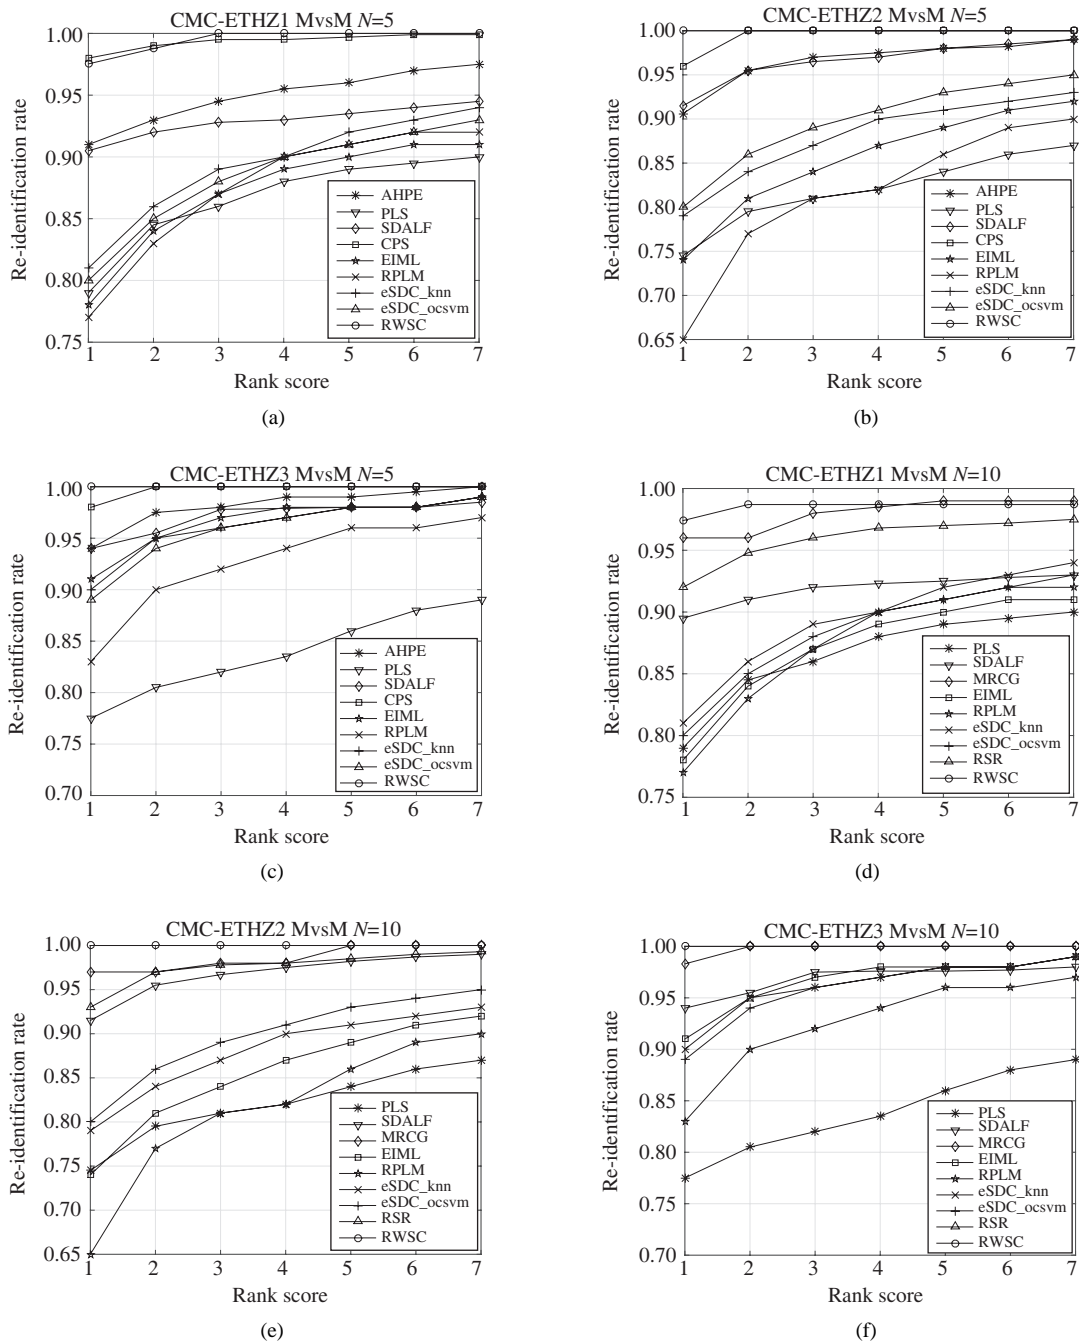 CMC-ETHZ1 MvsM N=5
1.00
0.95
0.90
0.85
0.80
0.75
Re-identification rate
AHPE
PLS
SDALF
CPS
EIML
RPLM
eSDC_knn
eSDC_ocsvm
RWSC
1 2 3 4 5 6 7
Rank score
(a)
CMC-ETHZ2 MvsM N=5
1.00
0.95
0.90
0.85
0.80
0.75
0.70
0.65
Re-identification rate
AHPE
PLS
SDALF
CPS
EIML
RPLM
eSDC_knn
eSDC_ocsvm
RWSC
1 2 3 4 5 6 7
Rank score
(b)
CMC-ETHZ3 MvsM N=5
1.00
0.95
0.90
0.85
0.80
0.75
0.70
Re-identification rate
AHPE
PLS
SDALF
CPS
EIML
RPLM
eSDC_knn
eSDC_ocsvm
RWSC
1 2 3 4 5 6 7
Rank score
(c)
CMC-ETHZ1 MvsM N=10
1.00
0.95
0.90
0.85
0.80
0.75
Re-identification rate
PLS
SDALF
MRCG
EIML
RPLM
eSDC_knn
eSDC_ocsvm
RSR
RWSC
1 2 3 4 5 6 7
Rank score
(d)
CMC-ETHZ2 MvsM N=10
1.00
0.95
0.90
0.85
0.80
0.75
0.70
0.65
Re-identification rate
PLS
SDALF
MRCG
EIML
RPLM
eSDC_knn
eSDC_ocsvm
RSR
RWSC
1 2 3 4 5 6 7
Rank score
(e)
CMC-ETHZ3 MvsM N=10
1.00
0.95
0.90
0.85
0.80
0.75
0.70
Re-identification rate
PLS
SDALF
MRCG
EIML
RPLM
eSDC_knn
eSDC_ocsvm
RSR
RWSC
1 2 3 4 5 6 7
Rank score
(f)